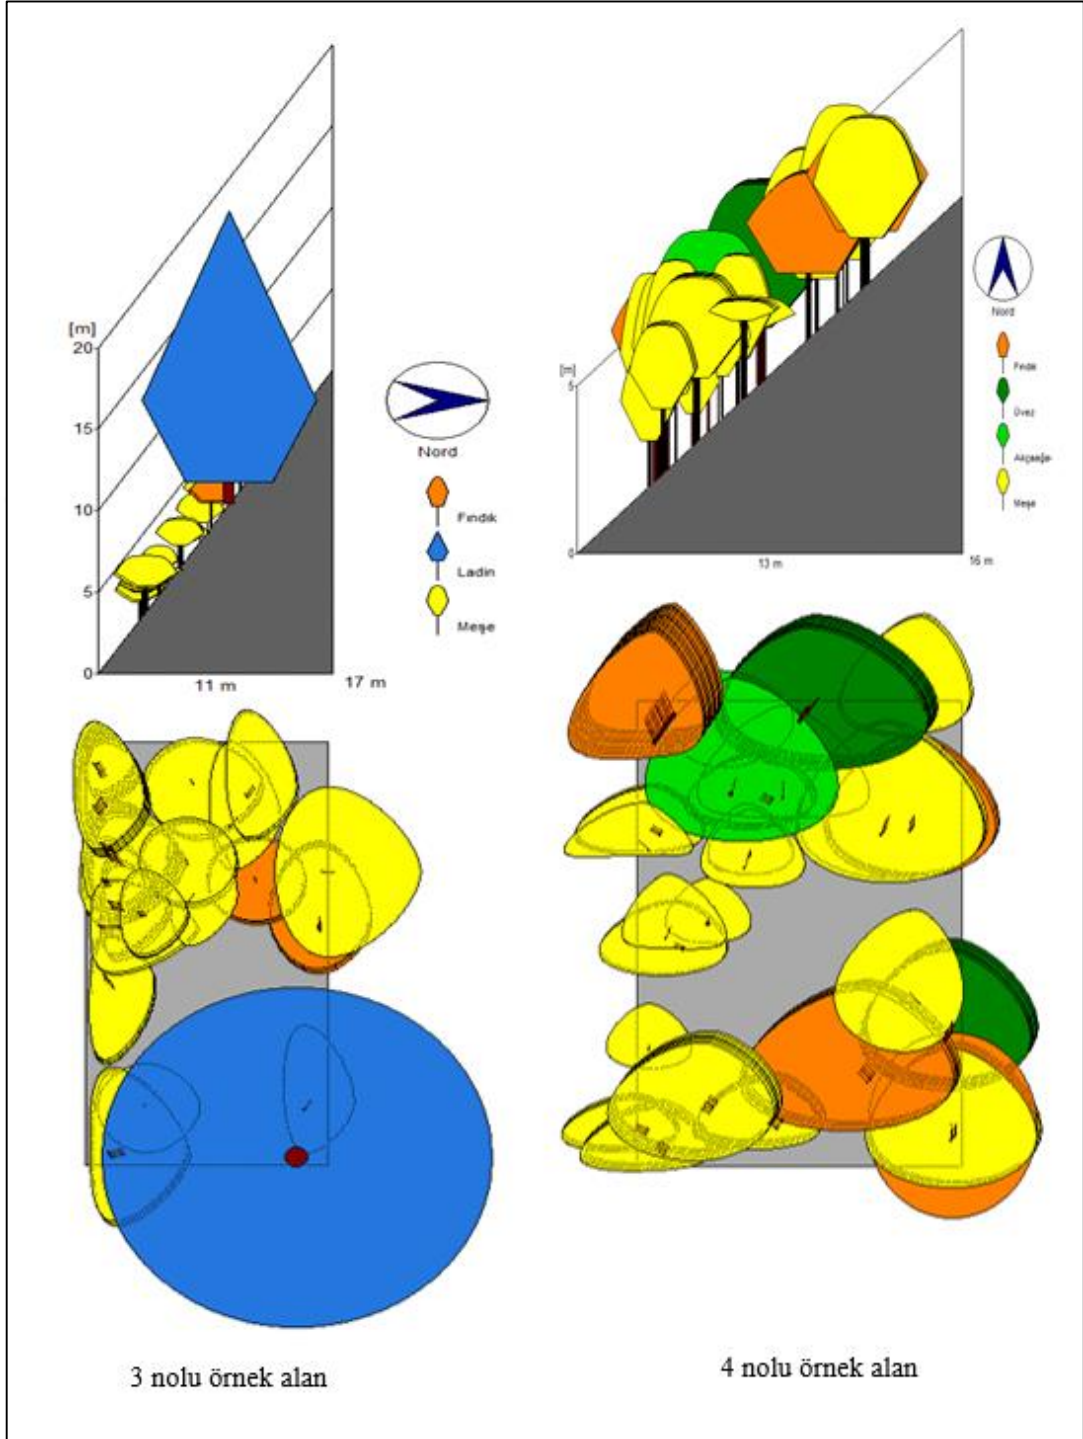 [m]
20
15
10
5
0
11 m
17 m
Nord
Fındık
Ladin
Meşe
[m]
5
0
13 m
16 m
Nord
Fındık
Üvez
Akçaağa
Meşe
3 nolu örnek alan
4 nolu örnek alan